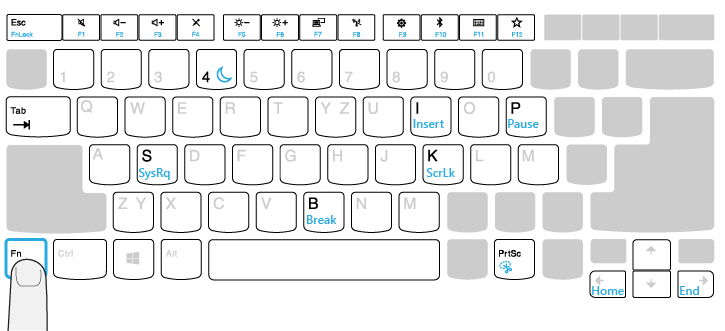 Esc
FnLock F1 F2 F3 F4 F5 F6 F7 F8 F9 F10 F11 F12
1 2 3 4 5 6 7 8 9 0
Tab Q W E R T Y Z U I O P
Insert Pause
A S D F G H J K L M
SysRq ScrLk
Z Y X C V B N M
Break
Fn Ctrl Alt PrtSc
Home End